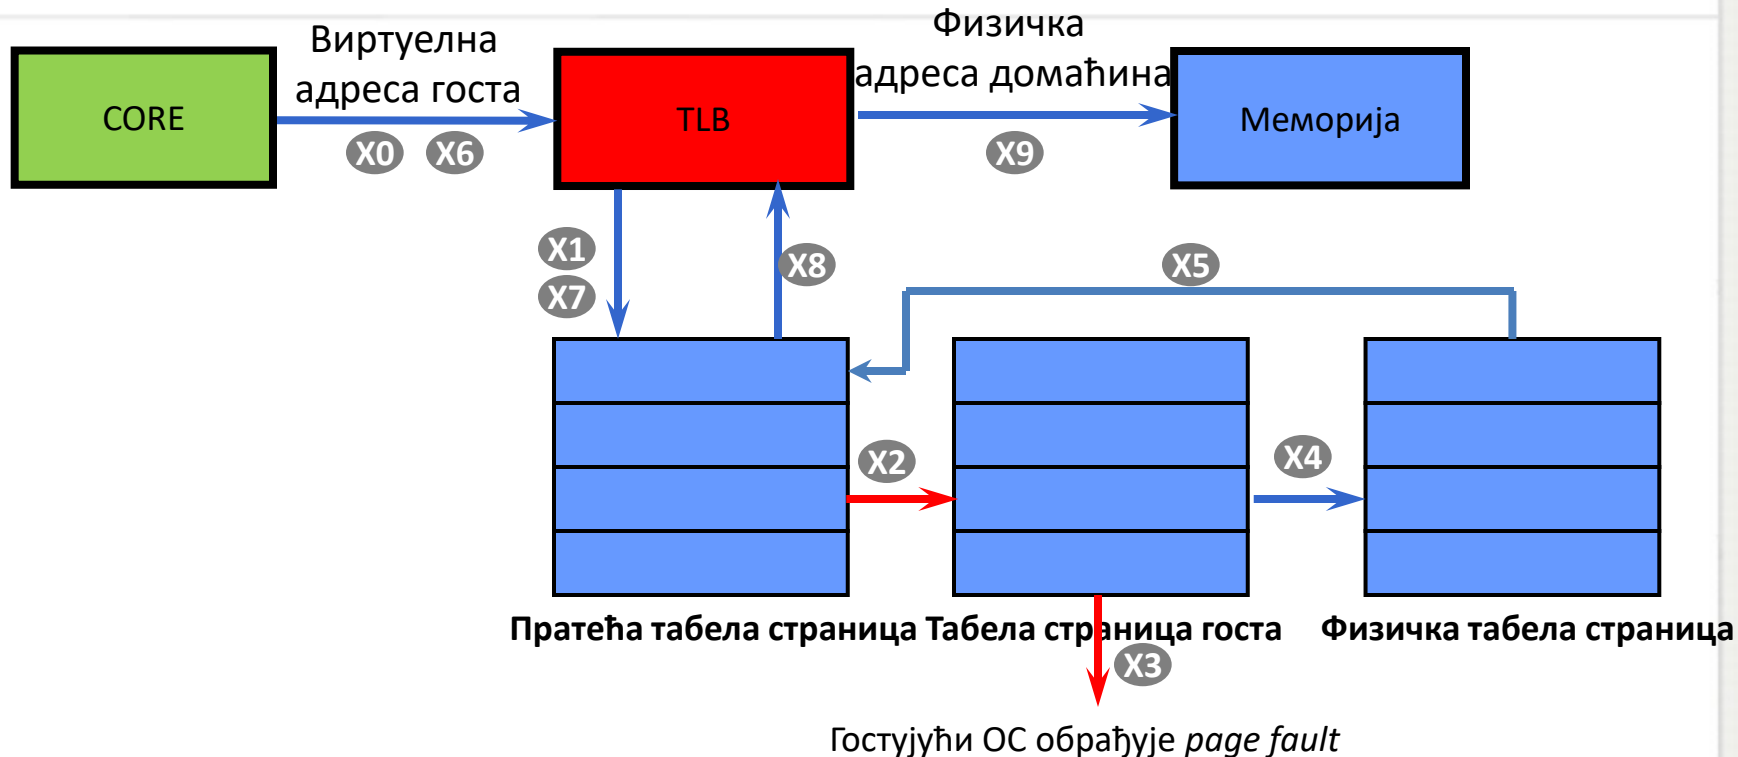 Виртуелна
адреса госта
Физичка
адреса домаћина
CORE
TLB
Меморија
X0 X6
X9
X1
X7
X8
X5
X2
X4
Пратећа табела страница Табела страница госта Физичка табела страница
X3
Гостујући ОС обрађује page fault